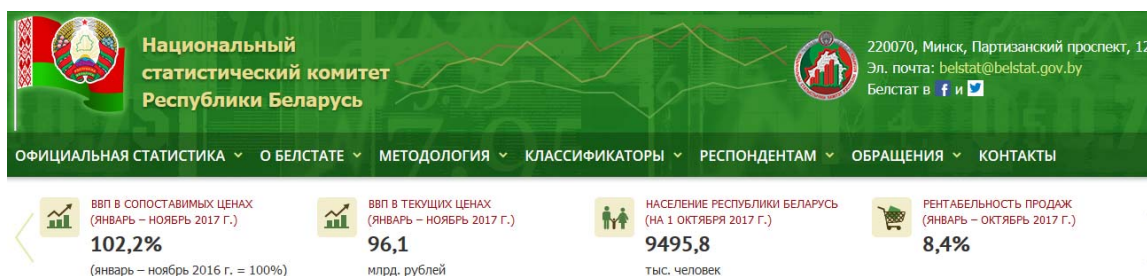 Национальный
статистический комитет
Республики Беларусь
220070, Минск, Партизанский проспект, 12
Эл. почта: belstat@belstat.gov.by
Белстат в f и
ОФИЦИАЛЬНАЯ СТАТИСТИКА О БЕЛСТАТЕ МЕТОДОЛОГИЯ КЛАССИФИКАТОРЫ РЕСПОНДЕНТАМ ОБРАЩЕНИЯ КОНТАКТЫ
ВВП В СОПОСТАВИМЫХ ЦЕНАХ
(ЯНВАРЬ – НОЯБРЬ 2017 Г.)
102,2%
(январь – ноябрь 2016 г. = 100%)
ВВП В ТЕКУЩИХ ЦЕНАХ
(ЯНВАРЬ – НОЯБРЬ 2017 Г.)
96,1
млрд. рублей
НАСЕЛЕНИЕ РЕСПУБЛИКИ БЕЛАРУСЬ
(НА 1 ОКТЯБРЯ 2017 Г.)
9495,8
тыс. человек
РЕНТАБЕЛЬНОСТЬ ПРОДАЖ
(ЯНВАРЬ – ОКТЯБРЬ 2017 Г.)
8,4%